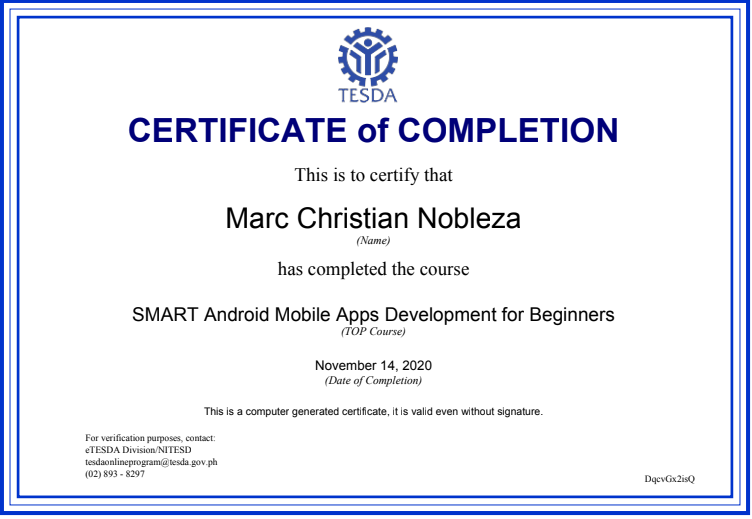 TESDA
CERTIFICATE of COMPLETION
This is to certify that
Marc Christian Nobleza
(Name)
has completed the course
SMART Android Mobile Apps Development for Beginners
(TOP Course)
November 14, 2020
(Date of Completion)
This is a computer generated certificate, it is valid even without signature.
For verification purposes, contact:
eTESDA Division/NITESD
tesdaonlineprogram@tesda.gov.ph
(02) 893 - 8297
DqcvGx2isQ